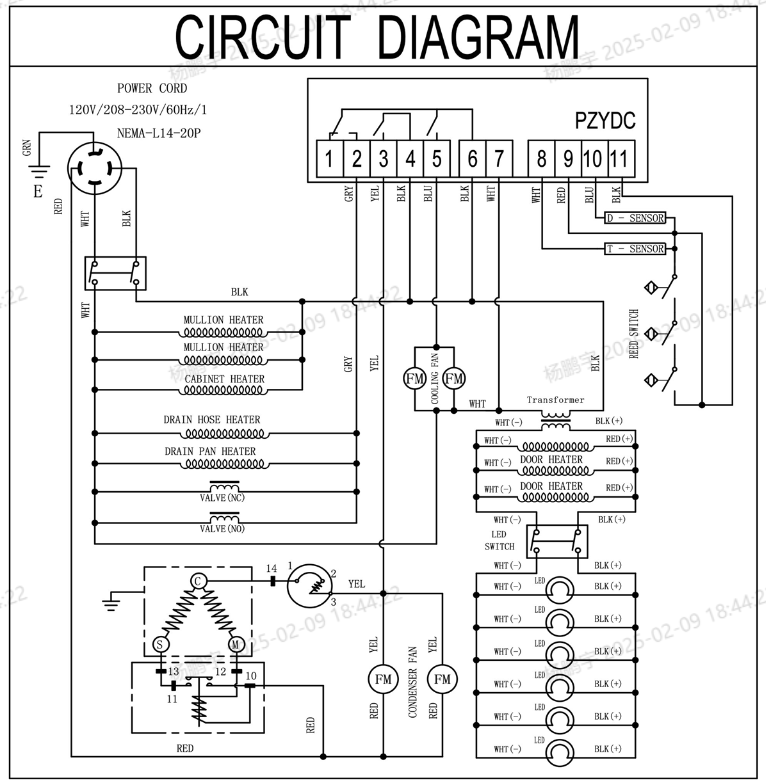 CIRCUIT DIAGRAM
POWER CORD
120V/208-230V/60Hz/1
NEMA-L14-20P
PZYDC
1 2 3 4 5 6 7 8 9 10 11
GRN
E
RED
WHT
BLK
GRY
YEL
BLK
BLU
BLK
WHT
WHT
RED
BLU
BLK
D - SENSOR
T - SENSOR
REED SWITCH
BLK
WHT
MULLION HEATER
MULLION HEATER
CABINET HEATER
GRY
YEL
FM
COOLING FAN
FM
BLK
WHT
Transformer
DRAIN HOSE HEATER
DRAIN PAN HEATER
VALVE(NC)
VALVE(NO)
WHT(-)
BLK(+)
WHT(-)
RED(+)
DOOR HEATER
WHT(-)
RED(+)
DOOR HEATER
WHT(-)
RED(+)
WHT(-)
BLK(+)
LED
SWITCH
WHT(-)
BLK(+)
WHT(-)
LED
BLK(+)
WHT(-)
LED
BLK(+)
WHT(-)
LED
BLK(+)
WHT(-)
LED
BLK(+)
WHT(-)
LED
BLK(+)
WHT(-)
LED
BLK(+)
C
14
1
2
3
YEL
S
M
13
12
11
10
YEL
YEL
FM
CONDENSER FAN
FM
RED
RED
RED
RED
杨鹏宇 2025-02-09 18:44:22